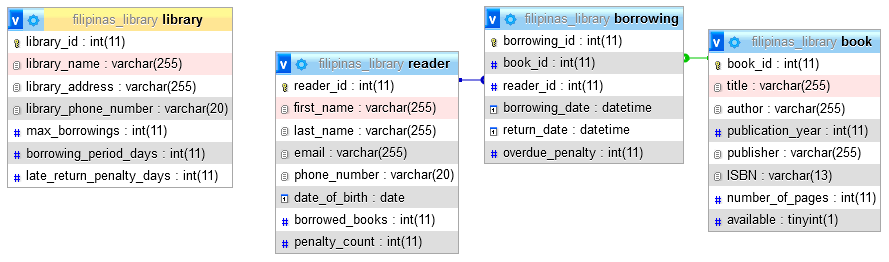 filipinas_library library
library_id : int(11)
library_name : varchar(255)
library_address : varchar(255)
library_phone_number : varchar(20)
max_borrowings : int(11)
borrowing_period_days : int(11)
late_return_penalty_days : int(11)
filipinas_library reader
reader_id : int(11)
first_name : varchar(255)
last_name : varchar(255)
email : varchar(255)
phone_number : varchar(20)
date_of_birth : date
borrowed_books : int(11)
penalty_count : int(11)
filipinas_library borrowing
borrowing_id : int(11)
book_id : int(11)
reader_id : int(11)
borrowing_date : datetime
return_date : datetime
overdue_penalty : int(11)
filipinas_library book
book_id : int(11)
title : varchar(255)
author : varchar(255)
publication_year : int(11)
publisher : varchar(255)
ISBN : varchar(13)
number_of_pages : int(11)
available : tinyint(1)